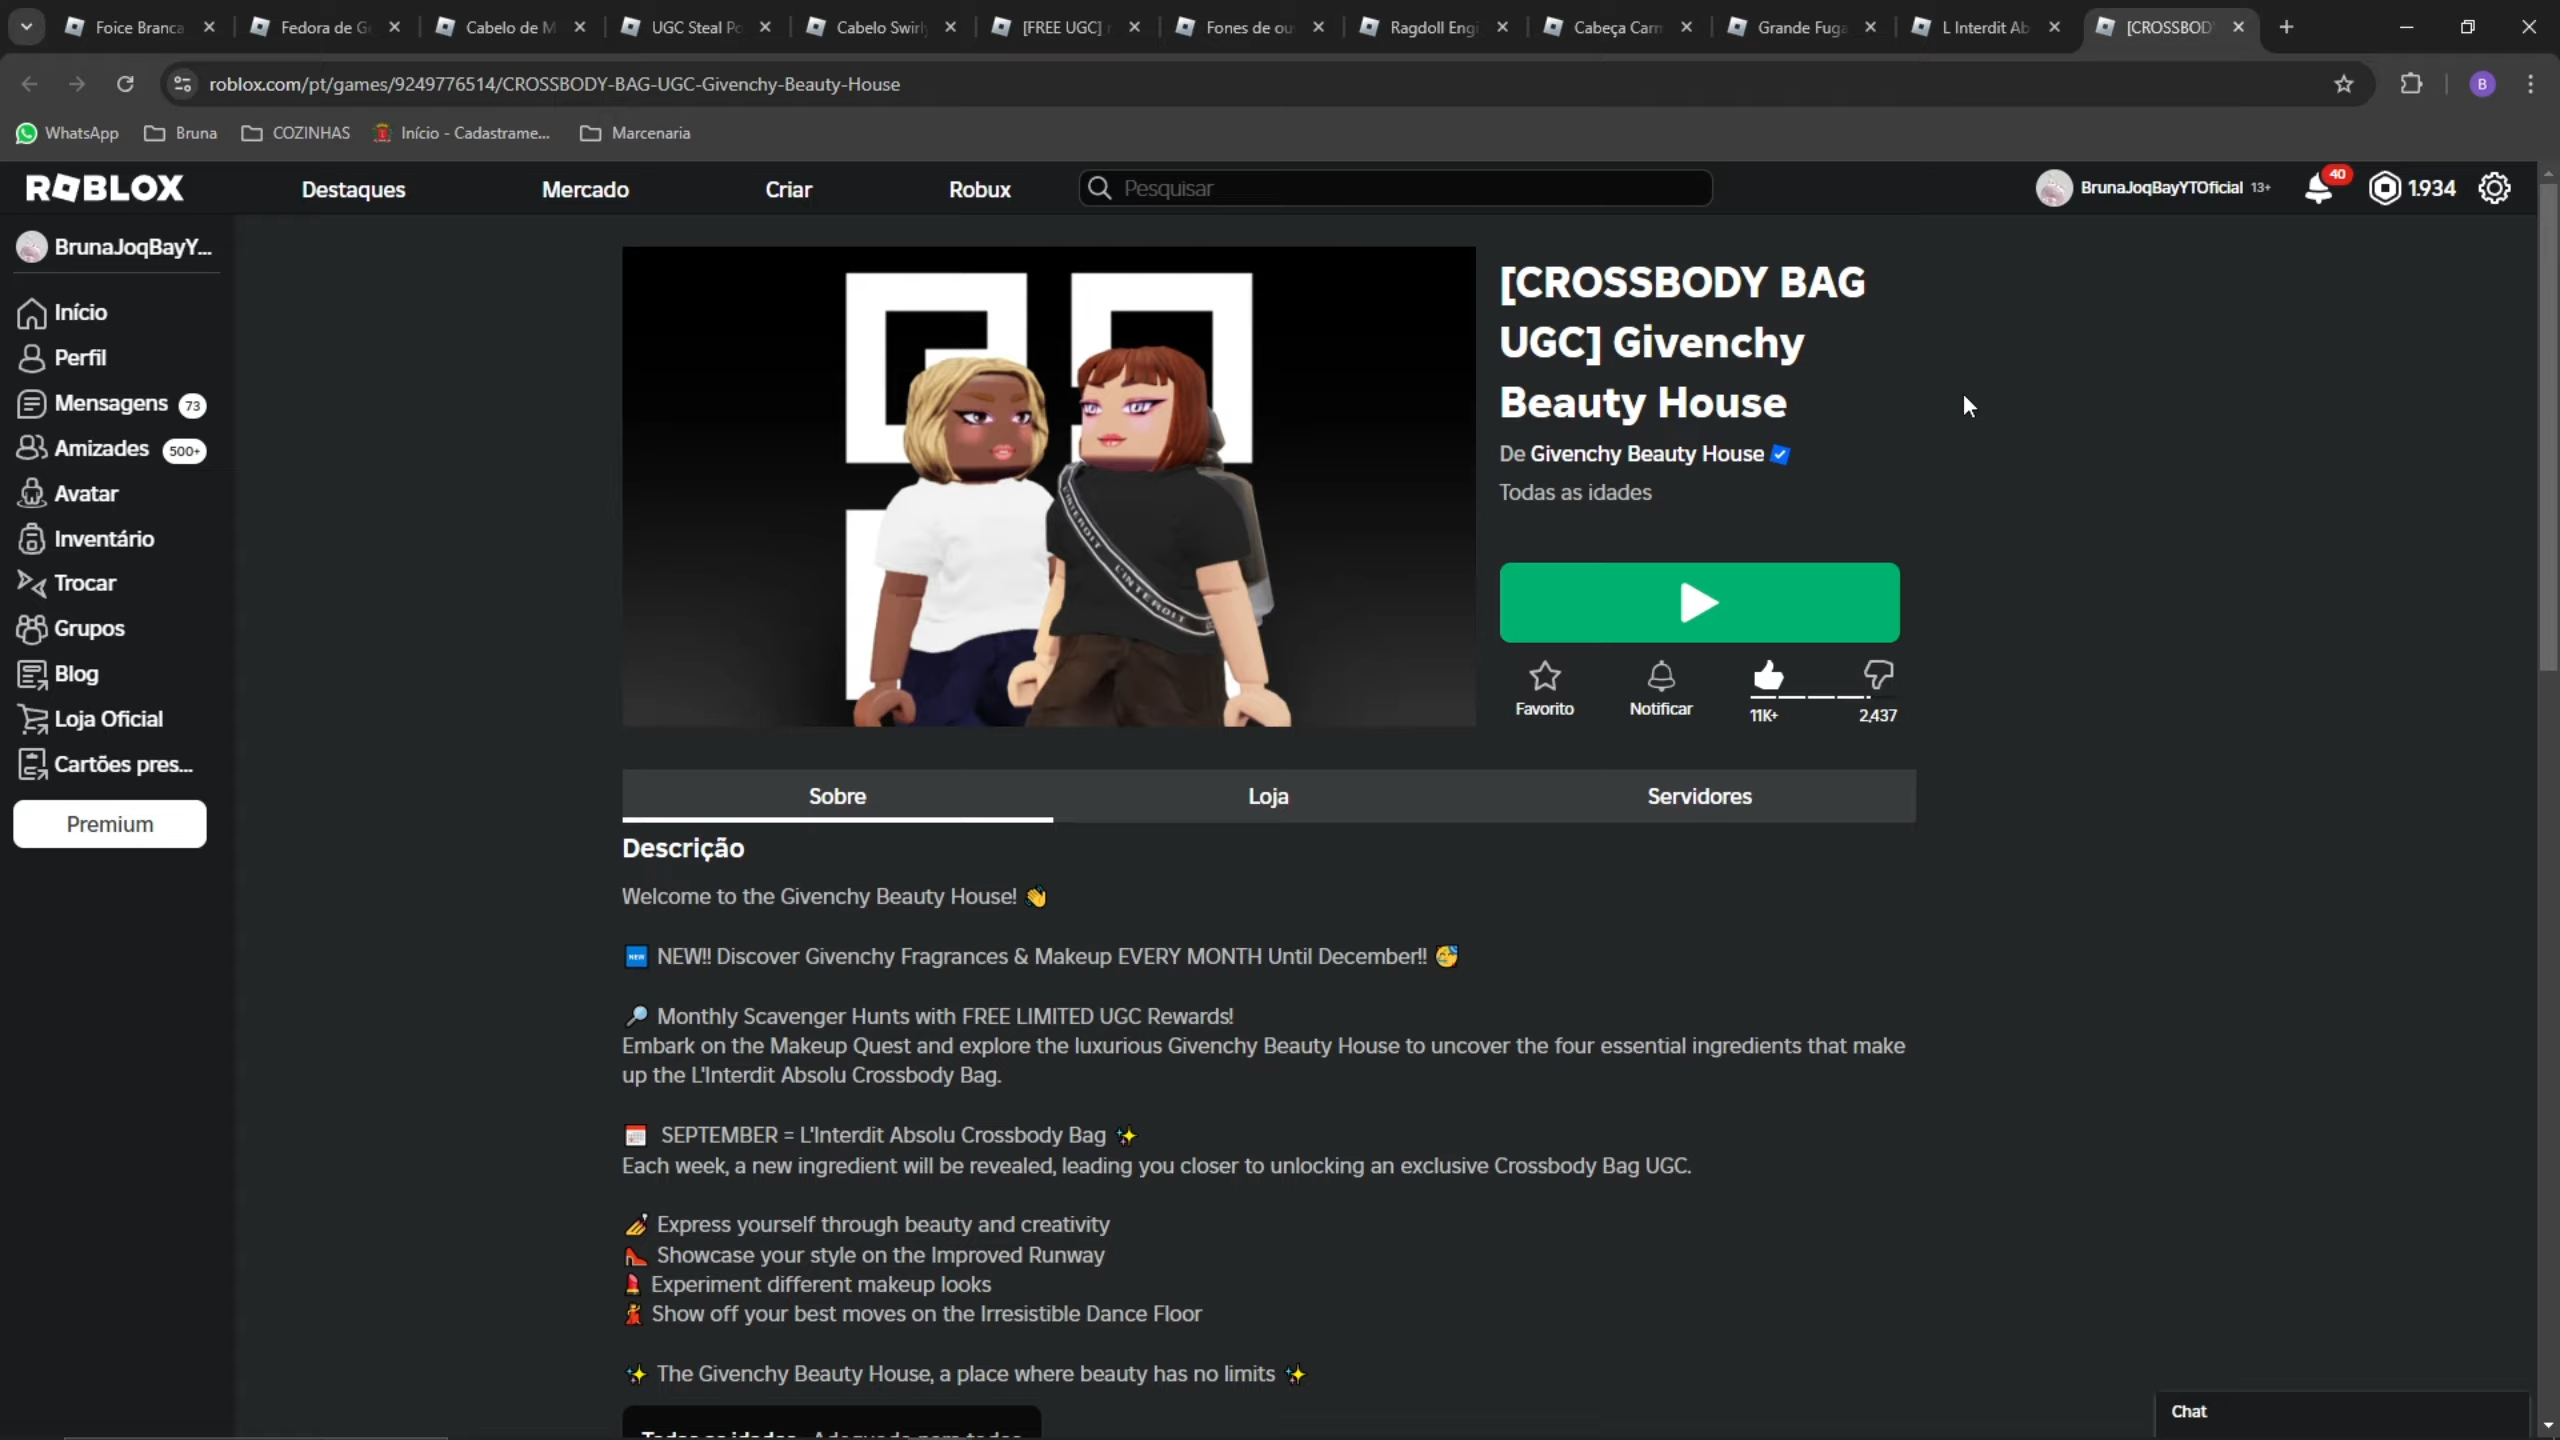 Foice Branca
Fedora de G
Cabelo de M
UGC Steal Po
Cabelo Swirly
[FREE UGC]
Fones de ou
Ragdoll Engi
Cabeça Carm
Grande Fuga
L Interdit Ab
[CROSSBOD
roblox.com/pt/games/9249776514/CROSSBODY-BAG-UGC-Givenchy-Beauty-House
B
WhatsApp
Bruna
COZINHAS
Início - Cadastrame...
Marcenaria
ROBLOX
Destaques
Mercado
Criar
Robux
Pesquisar
BrunaJoqBayYTOficial 13+
40
1.934
BrunaJoqBayY...
Início
Perfil
Mensagens 73
Amizades 500+
Avatar
Inventário
Trocar
Grupos
Blog
Loja Oficial
Cartões pres...
Premium
L'INTERDIT
L'INTERDIT
[CROSSBODY BAG
UGC] Givenchy
Beauty House
De Givenchy Beauty House
Todas as idades
Favorito
Notificar
11K+
2,437
Sobre
Loja
Servidores
Descrição
Welcome to the Givenchy Beauty House! 👋
🆕 NEW!! Discover Givenchy Fragrances & Makeup EVERY MONTH Until December!! 🥳
🔎 Monthly Scavenger Hunts with FREE LIMITED UGC Rewards!
Embark on the Makeup Quest and explore the luxurious Givenchy Beauty House to uncover the four essential ingredients that make
up the L'Interdit Absolu Crossbody Bag.
📅 SEPTEMBER = L'Interdit Absolu Crossbody Bag ✨
Each week, a new ingredient will be revealed, leading you closer to unlocking an exclusive Crossbody Bag UGC.
💅 Express yourself through beauty and creativity
👠 Showcase your style on the Improved Runway
💄 Experiment different makeup looks
💃 Show off your best moves on the Irresistible Dance Floor
✨ The Givenchy Beauty House, a place where beauty has no limits ✨
Chat